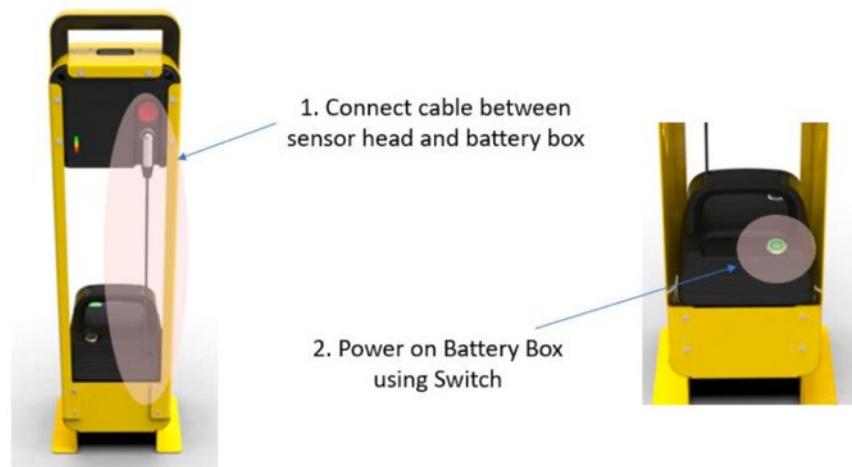 1. Connect cable between
sensor head and battery box
2. Power on Battery Box
using Switch